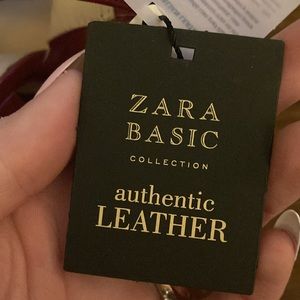 ZARA
BASIC
COLLECTION
authentic
LEATHER